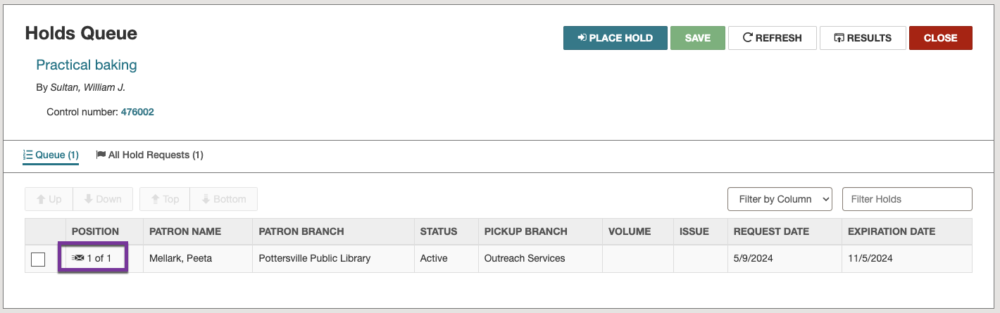 Holds Queue
PLACE HOLD SAVE REFRESH RESULTS CLOSE
Practical baking
By Sultan, William J.
Control number: 476002
Queue (1) All Hold Requests (1)
Up Down Top Bottom Filter by Column Filter Holds
POSITION PATRON NAME PATRON BRANCH STATUS PICKUP BRANCH VOLUME ISSUE REQUEST DATE EXPIRATION DATE
1 of 1 Mellark, Peeta Pottersville Public Library Active Outreach Services 5/9/2024 11/5/2024